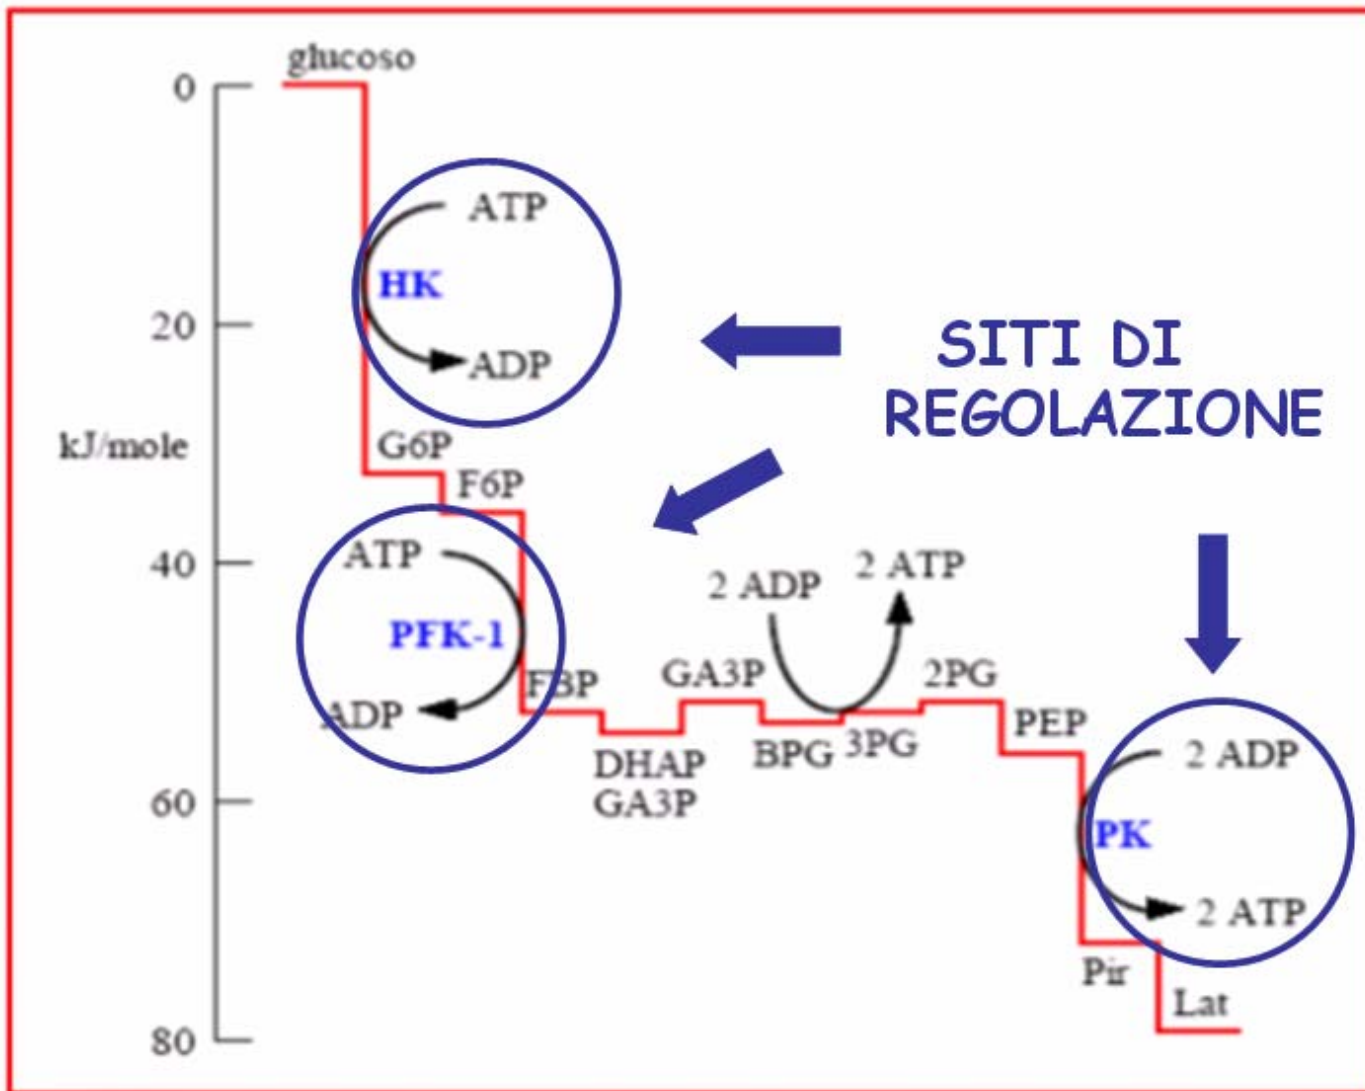 glucoso
0
ATP
HK
20
ADP
SITI DI
REGOLAZIONE
kJ/mole
G6P
F6P
40
ATP
2 ADP
2 ATP
PFK-1
FBP
GA3P
2PG
ADP
DHAP
GA3P
BPG
3PG
PEP
2 ADP
60
PK
2 ATP
Pir
Lat
80